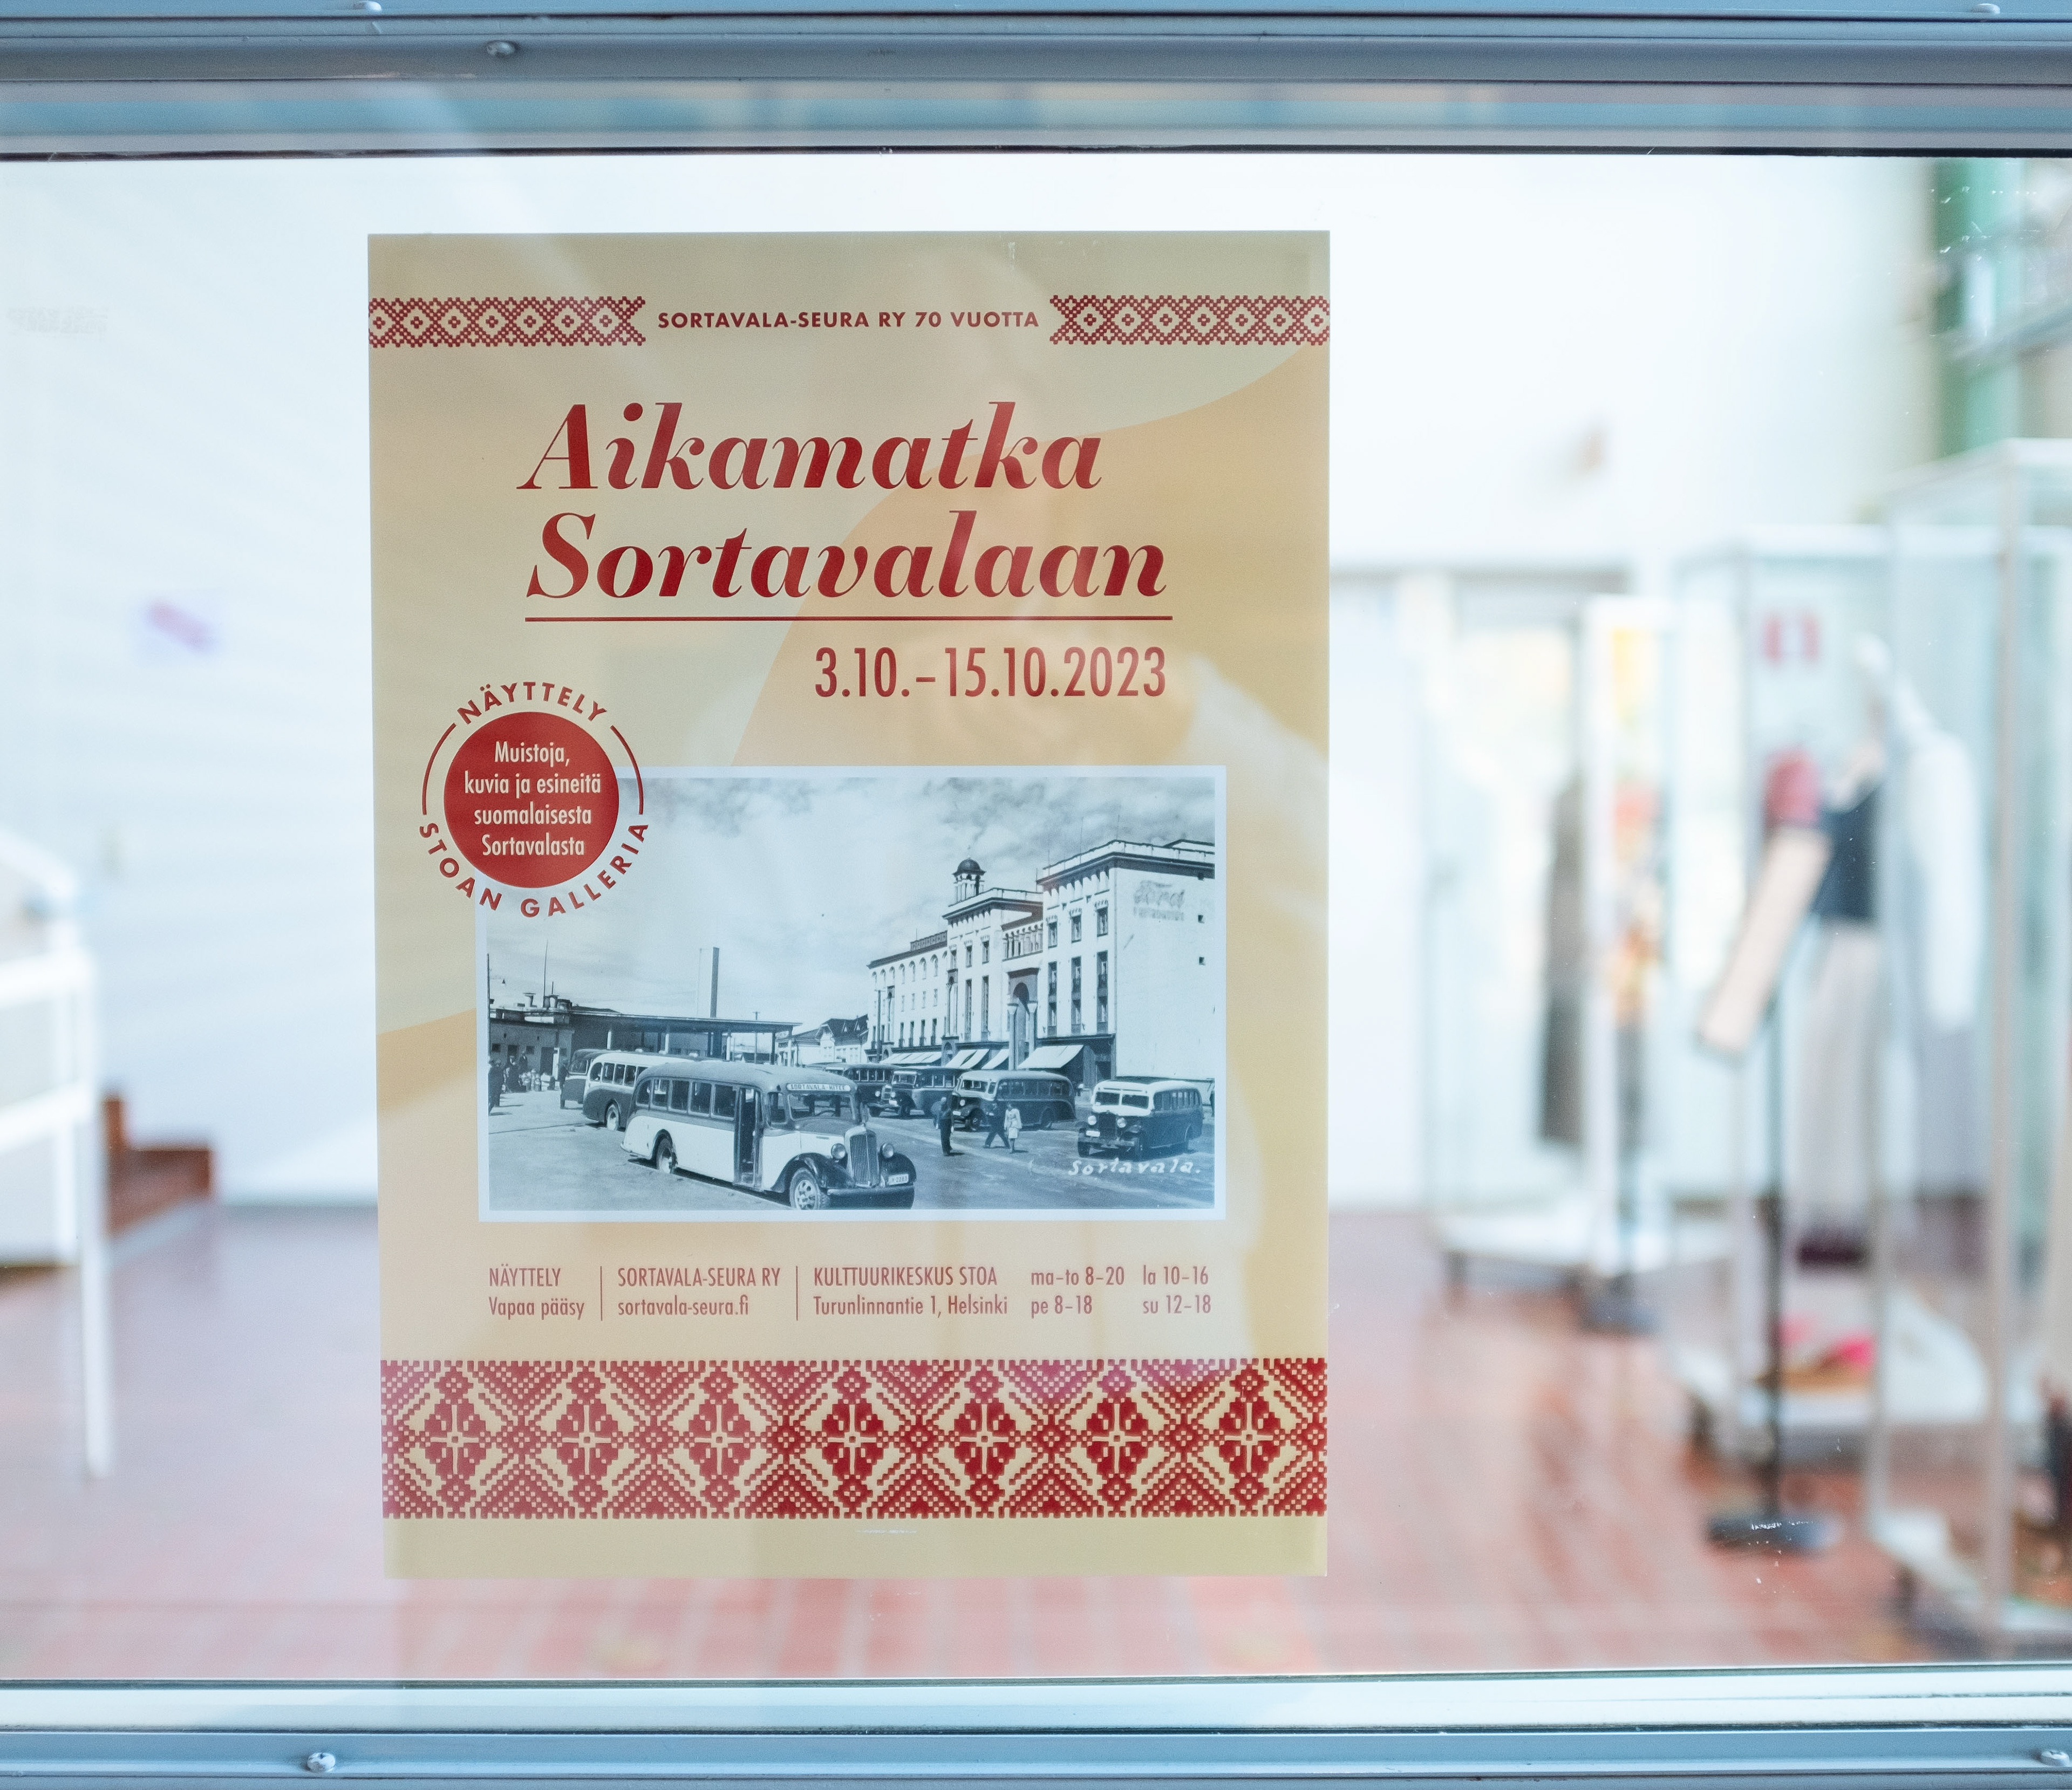 SORTAVALA-SEURA RY 70 VUOTTA
Aikamatka
Sortavalaan
3.10.–15.10.2023
NÄYTTELY
Muistoja,
kuvia ja esineitä
suomalaisesta
Sortavalasta
STOAN GALLERIA
Sortavala.
NÄYTTELY
Vapaa pääsy
SORTAVALA-SEURA RY
sortavala-seura.fi
KULTTUURIKESKUS STOA
Turunlinnantie 1, Helsinki
ma–to 8–20
pe 8–18
la 10–16
su 12–18